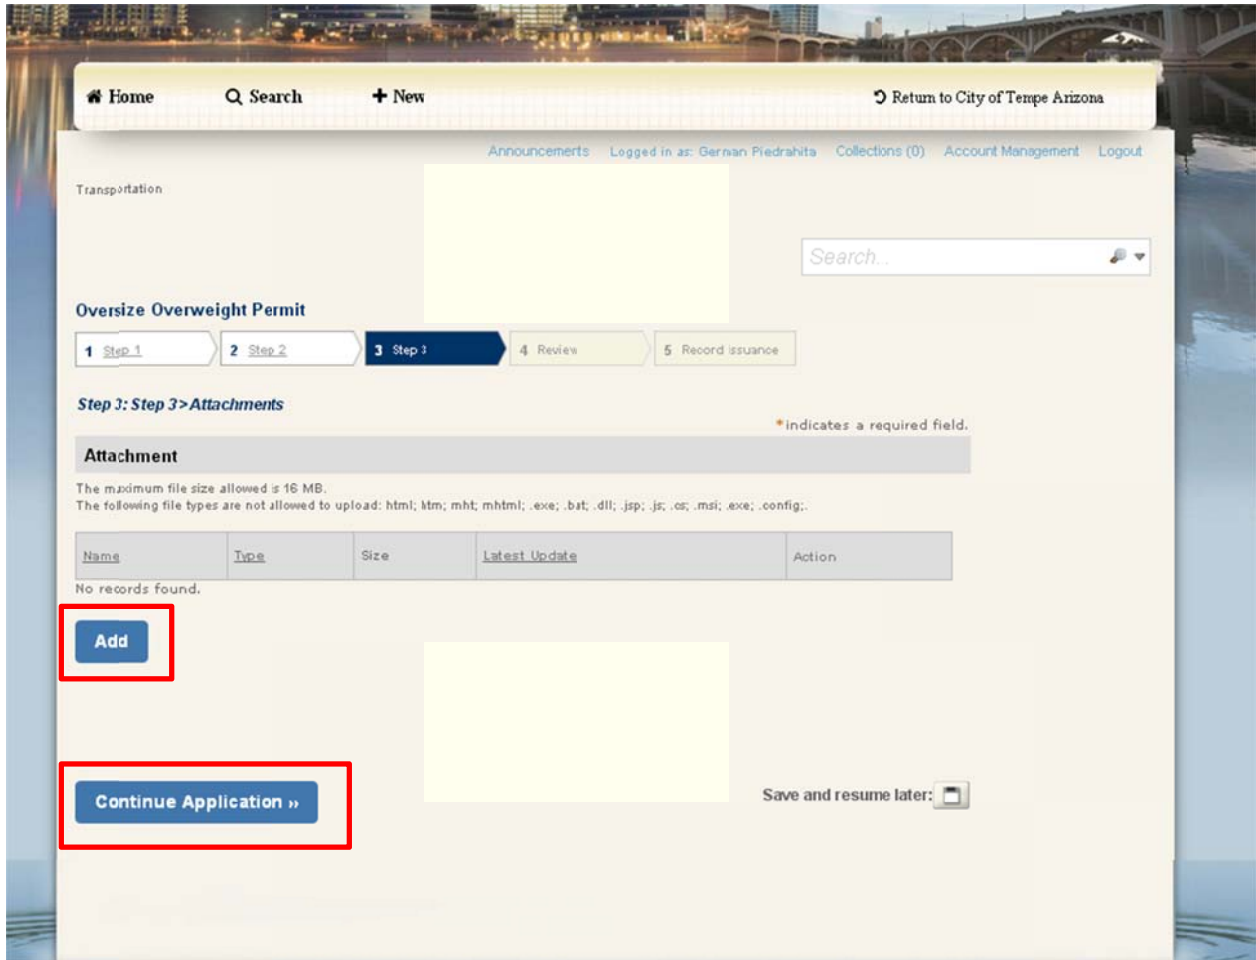 Home Search New Return to City of Tempe Arizona
Announcements Logged in as: German Piedrahita Collections (0) Account Management Logout
Transportation
Search...
Oversize Overweight Permit
1 Step 1 2 Step 2 3 Step 3 4 Review 5 Record Issuance
Step 3: Step 3>Attachments
*indicates a required field.
Attachment
The maximum file size allowed is 16 MB.
The following file types are not allowed to upload: html; htm; mht; mhtml; .exe; .bat; .dll; .jsp; .js; .cs; .msi; .exe; .config;.
Name Type Size Latest Update Action
No records found.
Add
Continue Application »
Save and resume later: